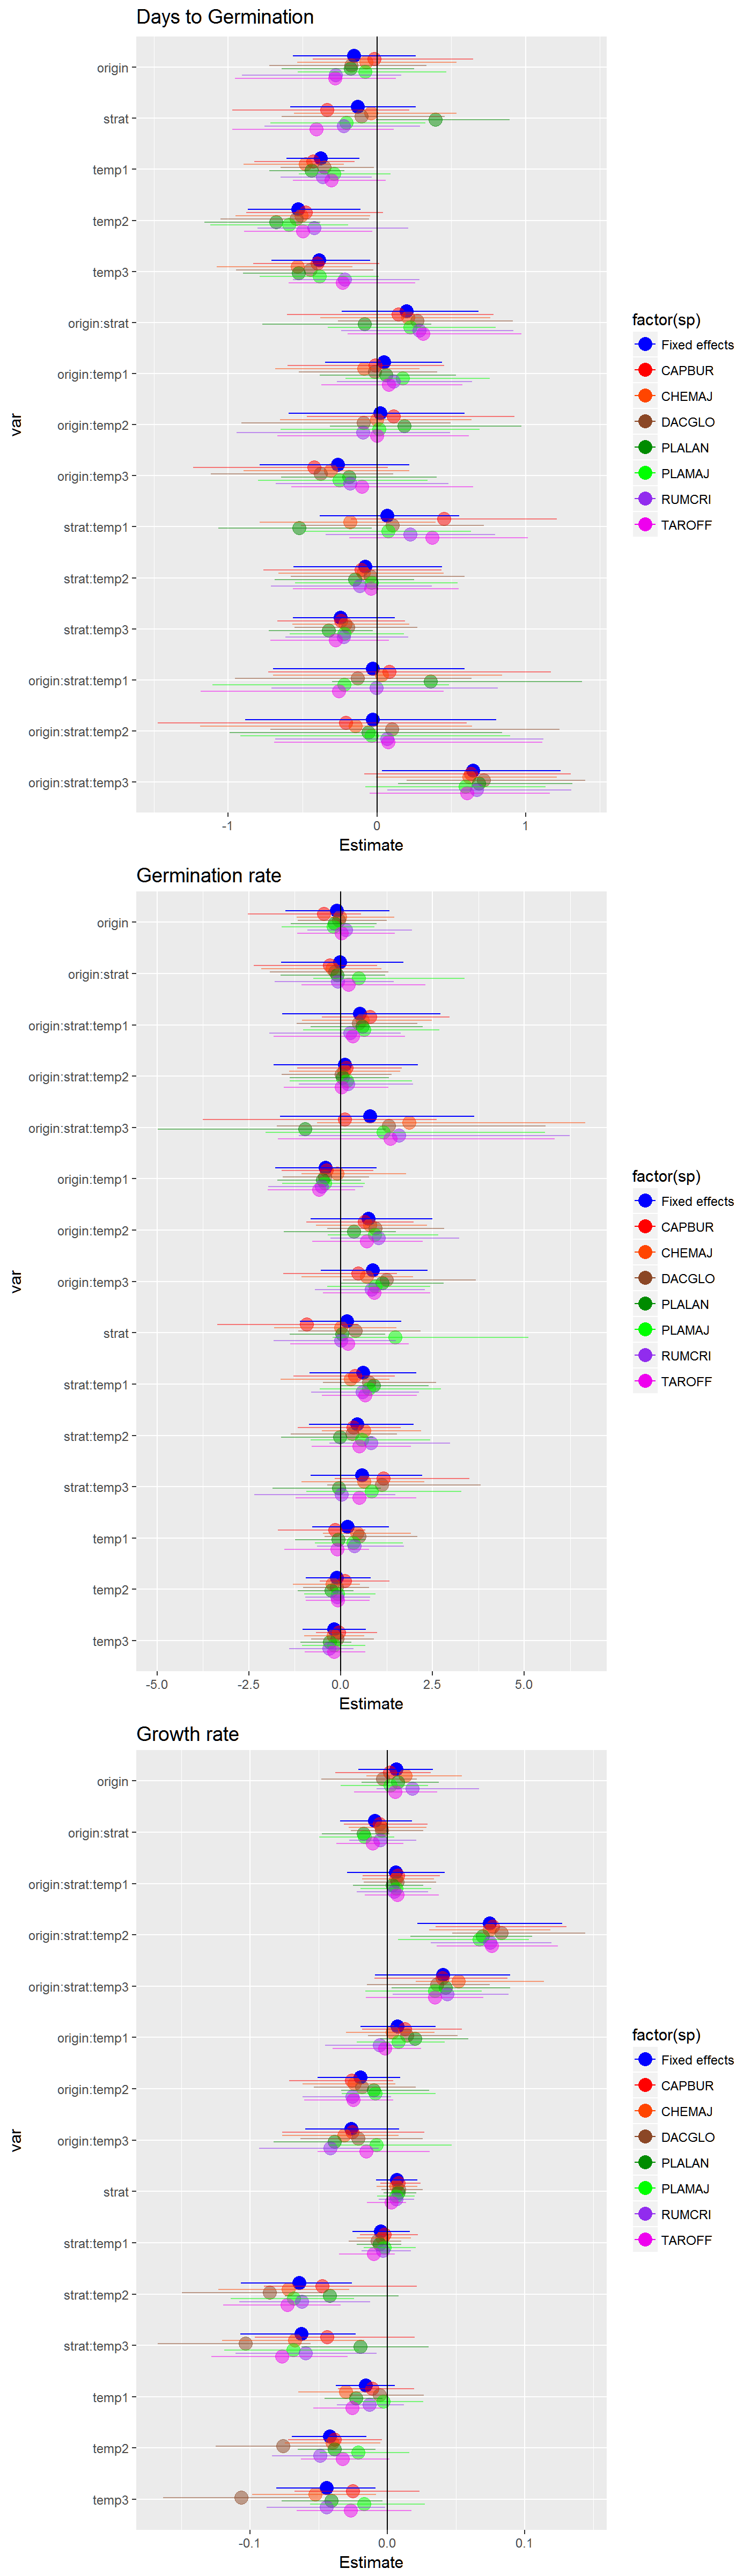 Days to Germination
origin
strat
temp1
temp2
temp3
origin:strat
origin:temp1
origin:temp2
origin:temp3
strat:temp1
strat:temp2
strat:temp3
origin:strat:temp1
origin:strat:temp2
origin:strat:temp3
var
-1
0
1
Estimate
factor(sp)
Fixed effects
CAPBUR
CHEMAJ
DACGLO
PLALAN
PLAMAJ
RUMCRI
TAROFF
Germination rate
origin
origin:strat
origin:strat:temp1
origin:strat:temp2
origin:strat:temp3
origin:temp1
origin:temp2
origin:temp3
strat
strat:temp1
strat:temp2
strat:temp3
temp1
temp2
temp3
var
-5.0
-2.5
0.0
2.5
5.0
Estimate
factor(sp)
Fixed effects
CAPBUR
CHEMAJ
DACGLO
PLALAN
PLAMAJ
RUMCRI
TAROFF
Growth rate
origin
origin:strat
origin:strat:temp1
origin:strat:temp2
origin:strat:temp3
origin:temp1
origin:temp2
origin:temp3
strat
strat:temp1
strat:temp2
strat:temp3
temp1
temp2
temp3
var
-0.1
0.0
0.1
Estimate
factor(sp)
Fixed effects
CAPBUR
CHEMAJ
DACGLO
PLALAN
PLAMAJ
RUMCRI
TAROFF